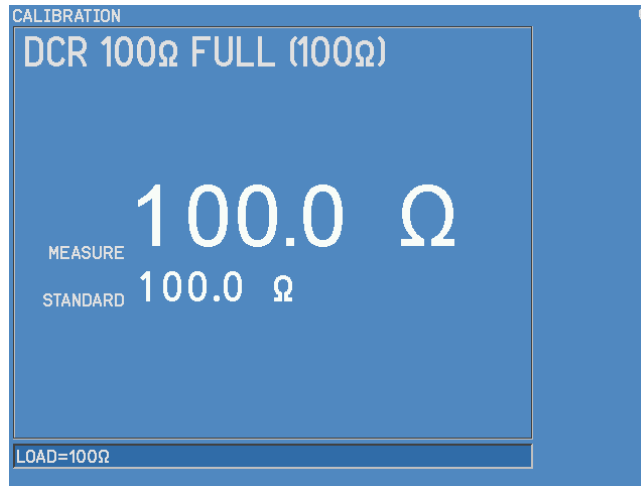 CALIBRATION
DCR 100Ω FULL (100Ω)
MEASURE 100.0 Ω
STANDARD 100.0 Ω
LOAD=100Ω